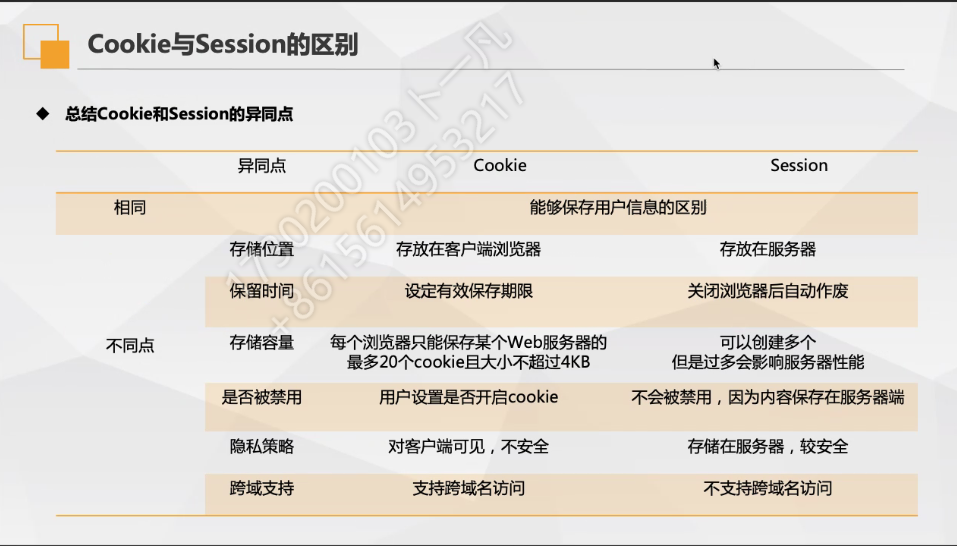 Cookie与Session的区别
◆ 总结Cookie和Session的异同点
异同点 Cookie Session
相同 能够保存用户信息的区别
存储位置 存放在客户端浏览器 存放在服务器
保留时间 设定有效保存期限 关闭浏览器后自动作废
不同点
存储容量 每个浏览器只能保存某个Web服务器的 可以创建多个
最多20个cookie且大小不超过4KB 但是过多会影响服务器性能
是否被禁用 用户设置是否开启cookie 不会被禁用，因为内容保存在服务器端
隐私策略 对客户端可见，不安全 存储在服务器，较安全
跨域支持 支持跨域名访问 不支持跨域名访问
1750200103卜一凡
+8615614953217